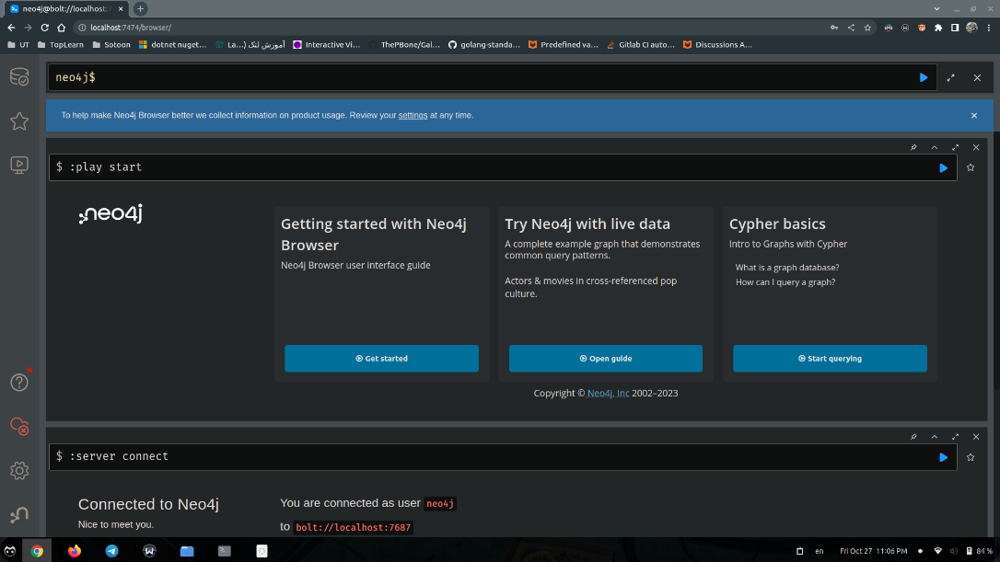 neo4j@bolt://localhost:7
localhost:7474/browser/
UT
TopLearn
Sotoon
dotnet nuget...
آموزش لتک (...La
Interactive Vi...
ThePBone/Gal...
golang-standa...
Predefined va...
Gitlab CI auto...
Discussions A...
neo4j$
To help make Neo4j Browser better we collect information on product usage. Review your settings at any time.
$ :play start
neo4j
Getting started with Neo4j
Browser
Neo4j Browser user interface guide
Get started
Try Neo4j with live data
A complete example graph that demonstrates
common query patterns.
Actors & movies in cross-referenced pop
culture.
Open guide
Cypher basics
Intro to Graphs with Cypher
What is a graph database?
How can I query a graph?
Start querying
Copyright © Neo4j, Inc 2002–2023
$ :server connect
Connected to Neo4j
Nice to meet you.
You are connected as user neo4j
to bolt://localhost:7687
en
Fri Oct 27 11:06 PM
84 %